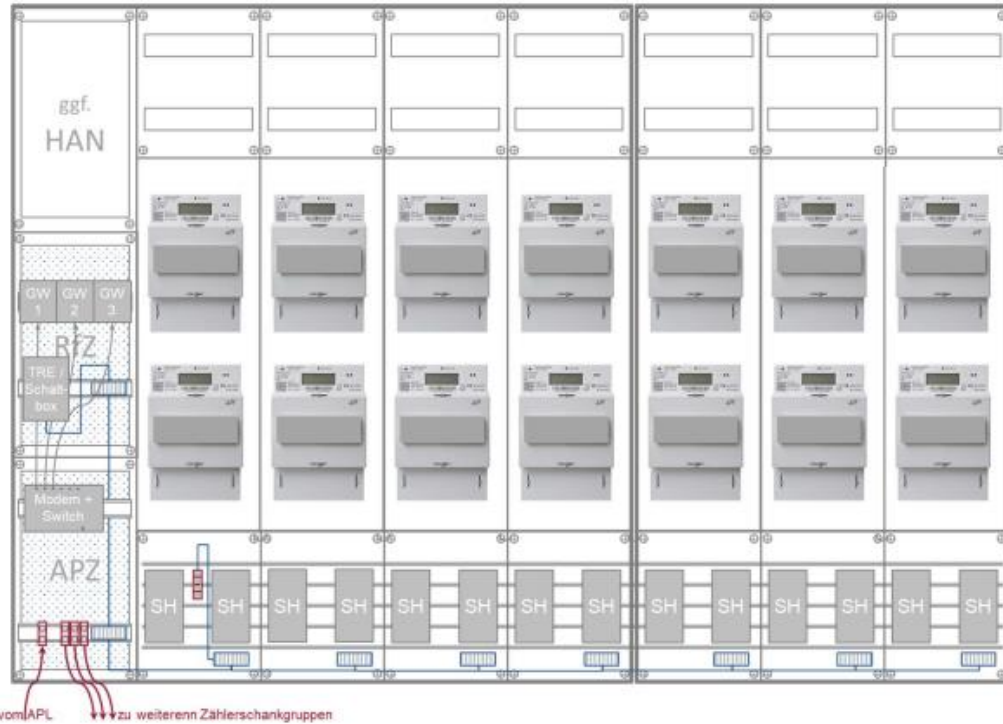 ggf.
HAN
GW 1
GW 2
GW 3
RfZ
TRE /
Schalt-
box
Modem +
Switch
APZ
SH
SH
SH
SH
SH
SH
SH
SH
SH
SH
SH
SH
SH
SH
vom APL
zu weiterenn Zählerschankgruppen